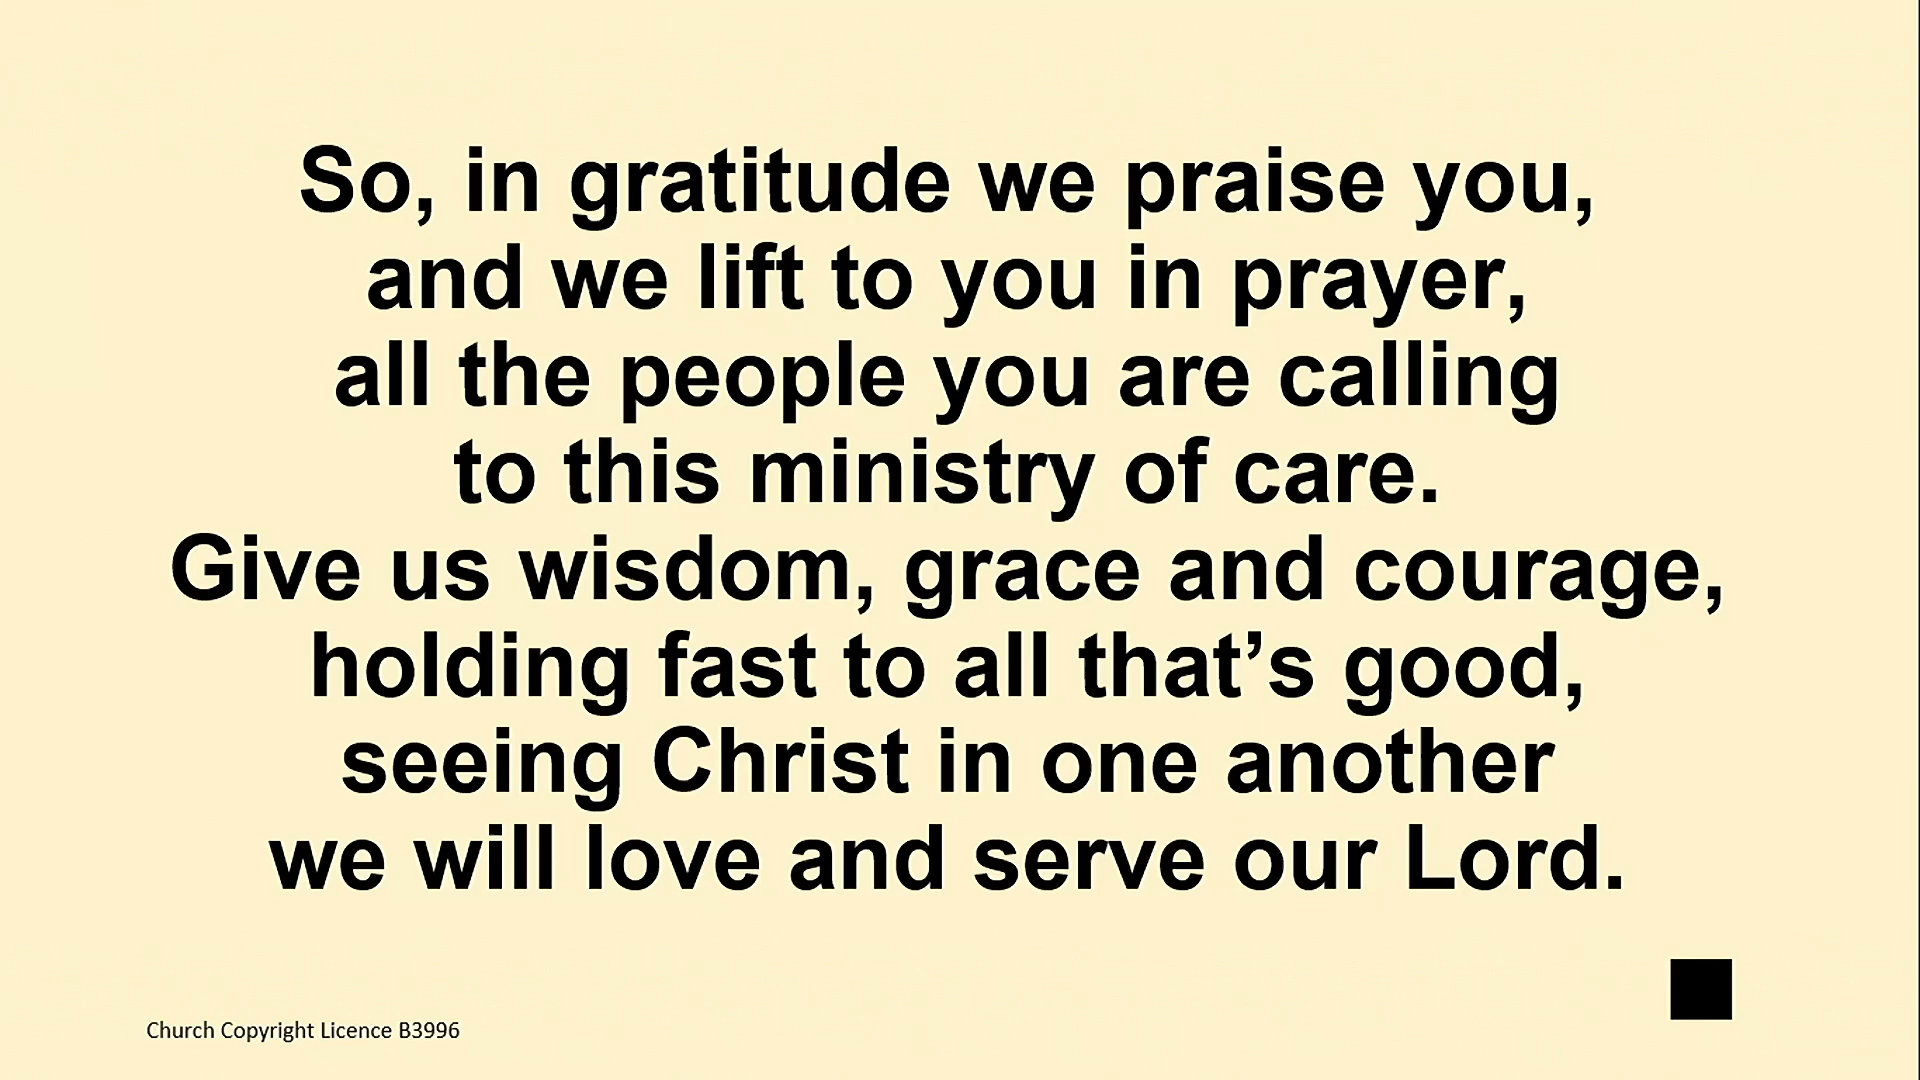 So, in gratitude we praise you,
and we lift to you in prayer,
all the people you are calling
to this ministry of care.
Give us wisdom, grace and courage,
holding fast to all that’s good,
seeing Christ in one another
we will love and serve our Lord.
Church Copyright Licence B3996